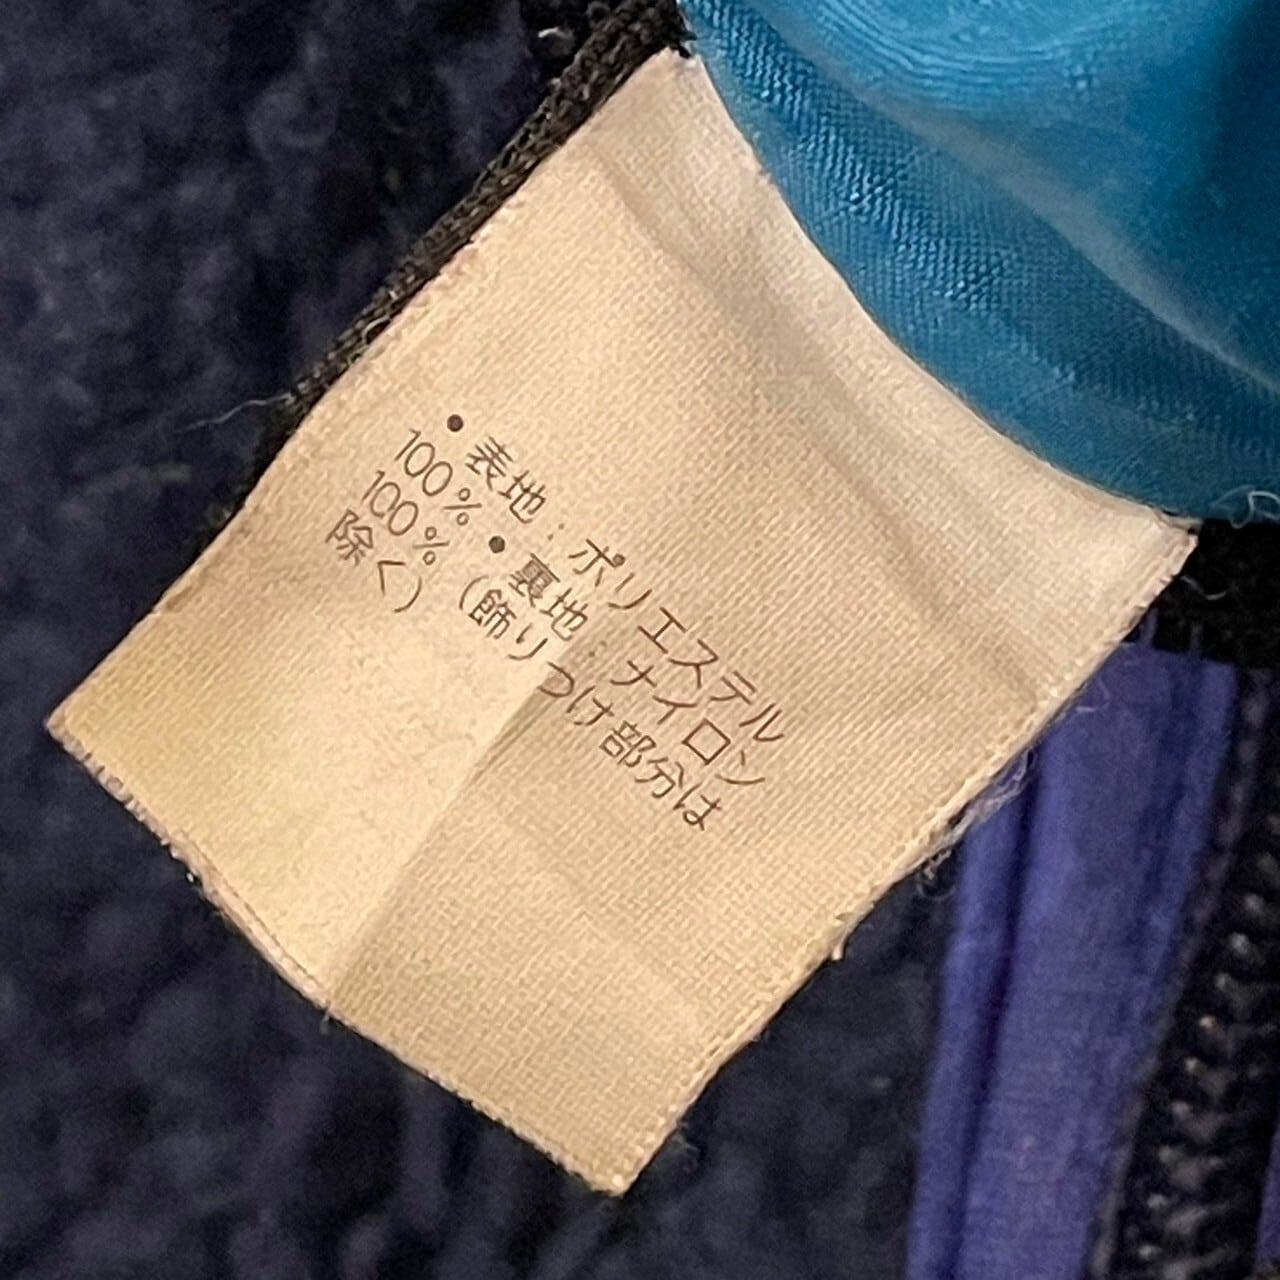 ●表地:ポリエステル
100%●裏地:ナイロン
100%(飾りつけ部分は
除く)